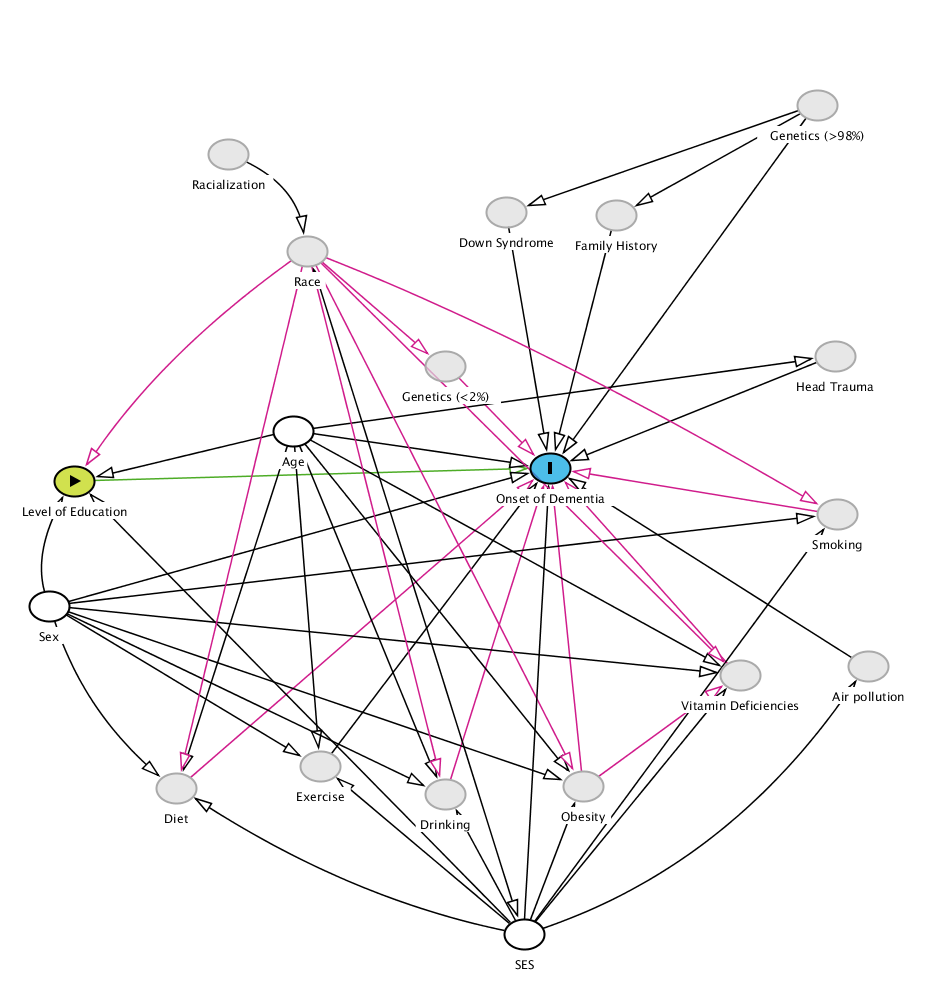 Genetics (>98%)
Racialization
Down Syndrome
Family History
Race
Head Trauma
Genetics (<2%)
Age
Onset of Dementia
Level of Education
Smoking
Sex
Air pollution
Vitamin Deficiencies
Exercise
Obesity
Diet
Drinking
SES